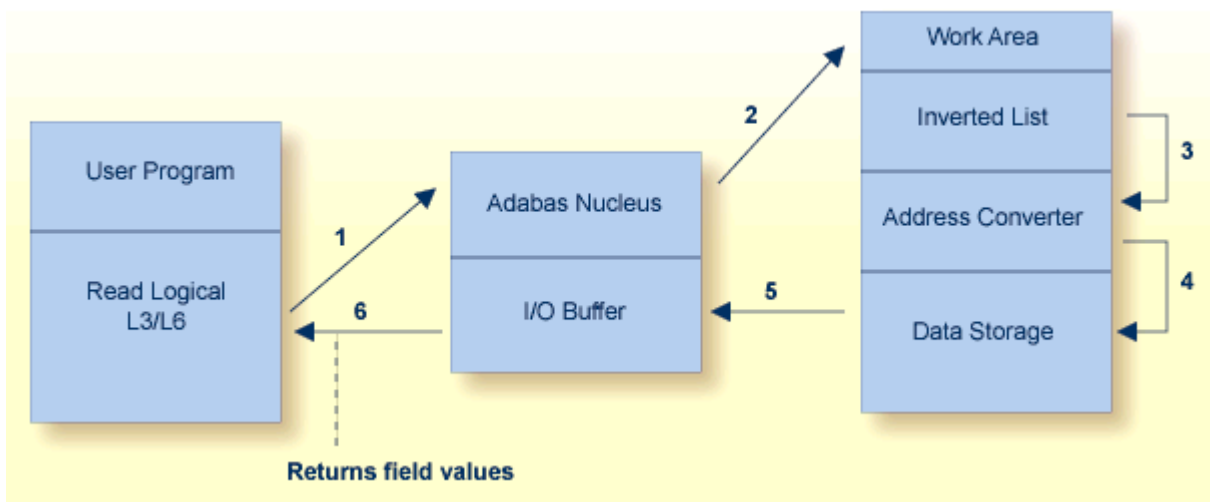 User Program
Read Logical
L3/L6
1
6
Returns field values
Adabas Nucleus
I/O Buffer
2
5
Work Area
Inverted List
Address Converter
Data Storage
3
4